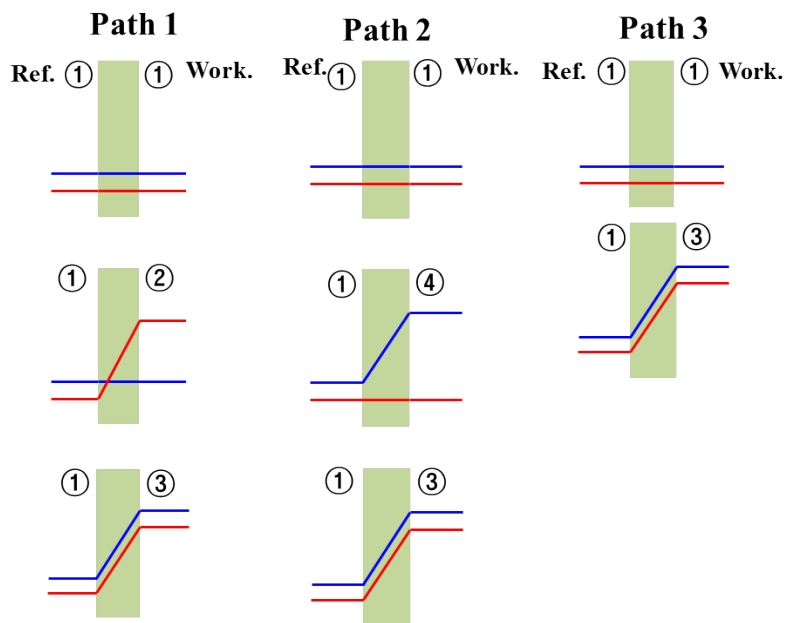 Path 1
Path 2
Path 3
Ref. ① ① Work.
Ref. ① ① Work.
Ref. ① ① Work.
① ③
① ②
① ④
① ③
① ③